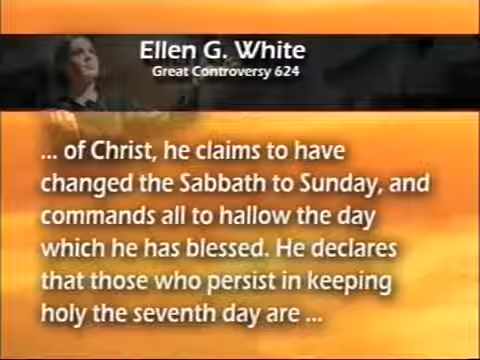 Ellen G. White
Great Controversy 624
... of Christ, he claims to have
changed the Sabbath to Sunday, and
commands all to hallow the day
which he has blessed. He declares
that those who persist in keeping
holy the seventh day are ...